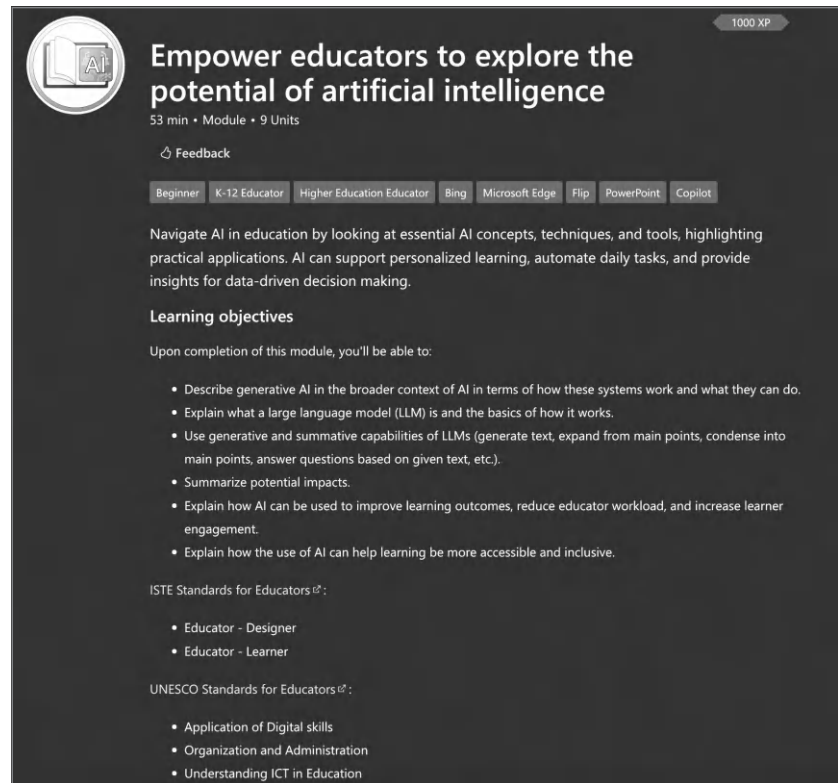 1000 XP
AI
Empower educators to explore the
potential of artificial intelligence
53 min • Module • 9 Units
Feedback
Beginner K-12 Educator Higher Education Educator Bing Microsoft Edge Flip PowerPoint Copilot
Navigate AI in education by looking at essential AI concepts, techniques, and tools, highlighting
practical applications. AI can support personalized learning, automate daily tasks, and provide
insights for data-driven decision making.
Learning objectives
Upon completion of this module, you'll be able to:
• Describe generative AI in the broader context of AI in terms of how these systems work and what they can do.
• Explain what a large language model (LLM) is and the basics of how it works.
• Use generative and summative capabilities of LLMs (generate text, expand from main points, condense into
main points, answer questions based on given text, etc.).
• Summarize potential impacts.
• Explain how AI can be used to improve learning outcomes, reduce educator workload, and increase learner
engagement.
• Explain how the use of AI can help learning be more accessible and inclusive.
ISTE Standards for Educators :
• Educator - Designer
• Educator - Learner
UNESCO Standards for Educators :
• Application of Digital skills
• Organization and Administration
• Understanding ICT in Education